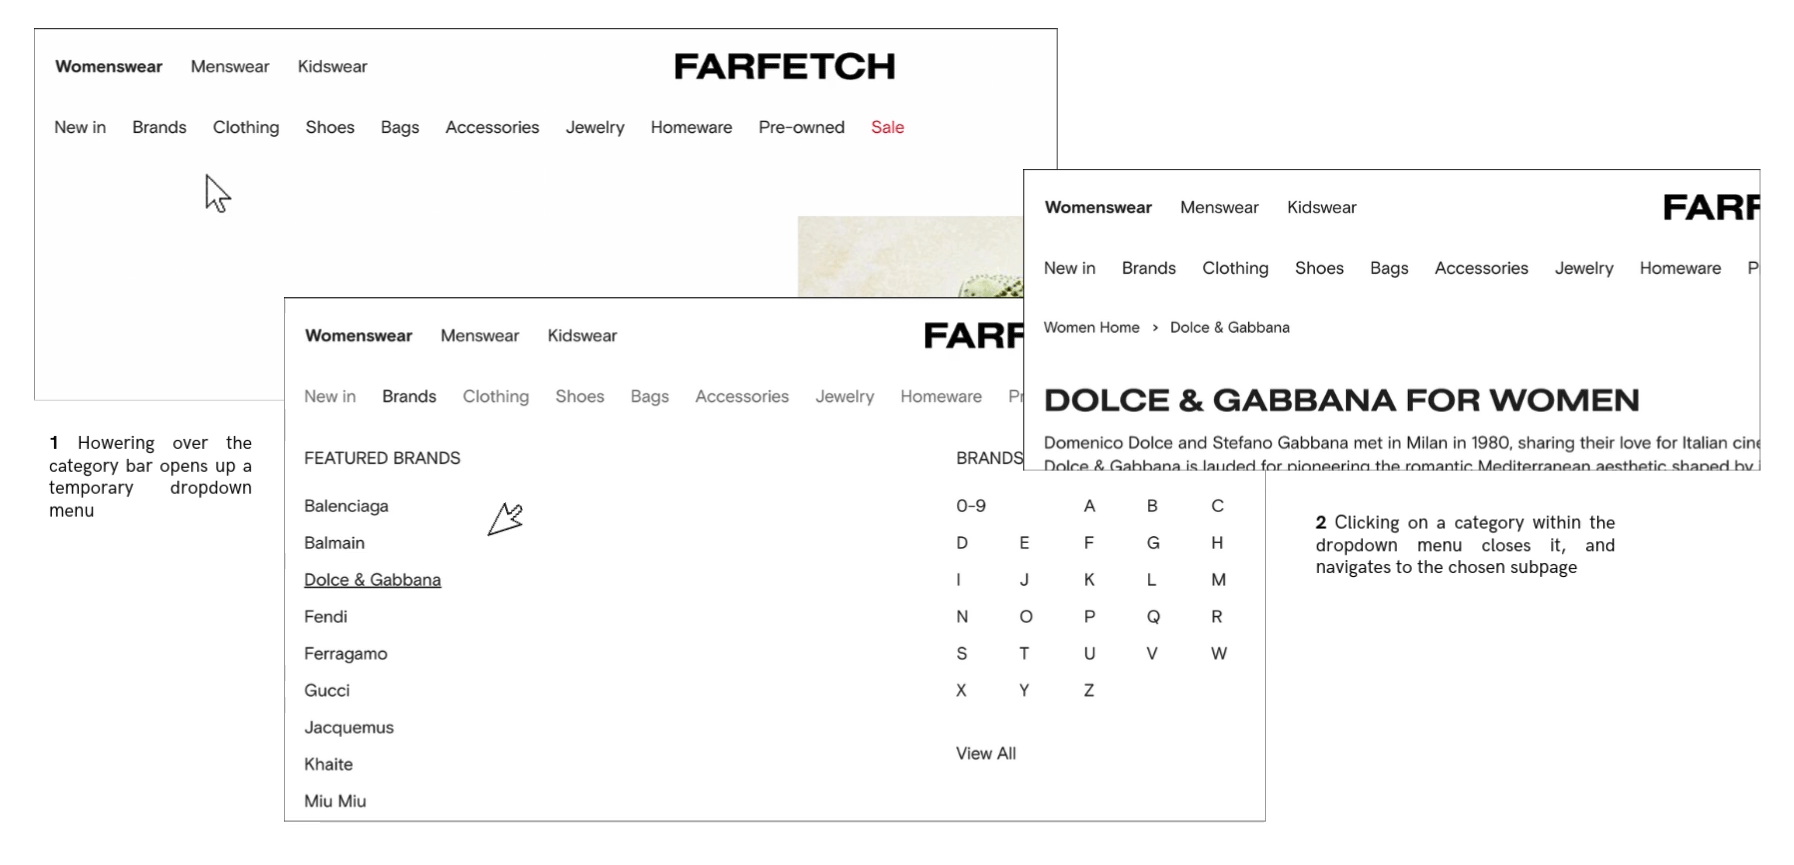 Womenswear Menswear Kidswear FARFETCH
New in Brands Clothing Shoes Bags Accessories Jewelry Homeware Pre-owned Sale
1 Howering over the
category bar opens up a
temporary dropdown
menu
Womenswear Menswear Kidswear FARF
New in Brands Clothing Shoes Bags Accessories Jewelry Homeware Pr
FEATURED BRANDS BRANDS
Balenciaga 0-9 A B C
Balmain D E F G H
Dolce & Gabbana I J K L M
Fendi N O P Q R
Ferragamo S T U V W
Gucci X Y Z
Jacquemus
View All
Khaite
Miu Miu
Womenswear Menswear Kidswear FARF
New in Brands Clothing Shoes Bags Accessories Jewelry Homeware P
Women Home > Dolce & Gabbana
DOLCE & GABBANA FOR WOMEN
Domenico Dolce and Stefano Gabbana met in Milan in 1980, sharing their love for Italian cine
Dolce & Gabbana is lauded for pioneering the romantic Mediterranean aesthetic shaped by
2 Clicking on a category within the
dropdown menu closes it, and
navigates to the chosen subpage